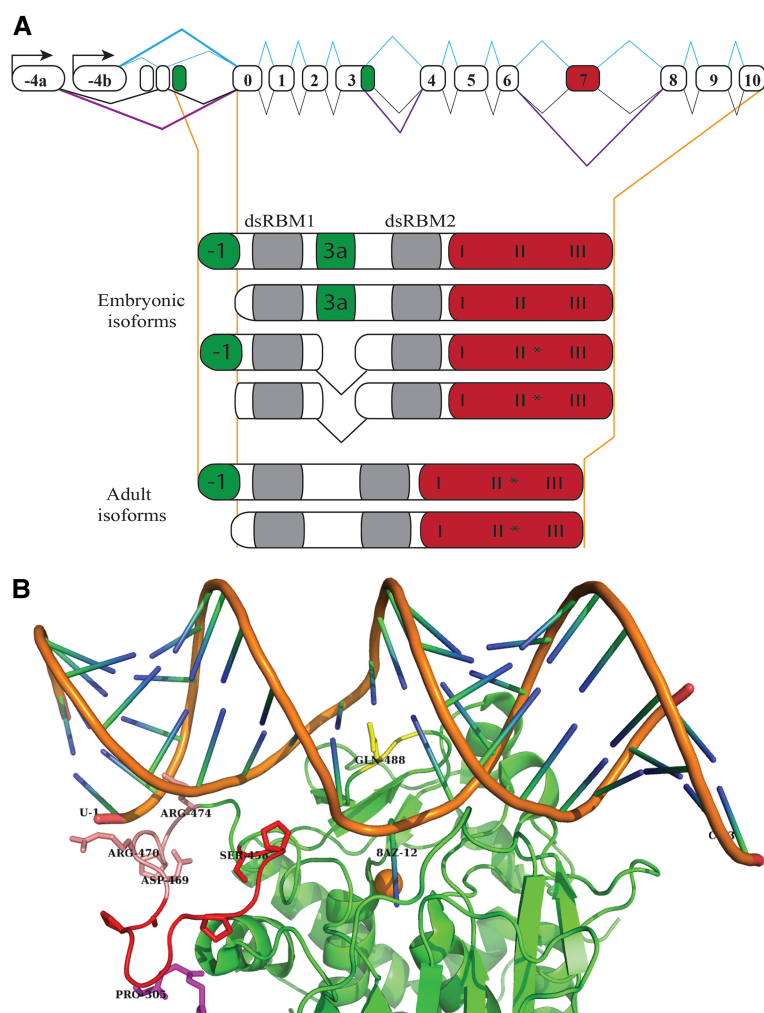 A
-4a -4b 0 1 2 3 4 5 6 7 8 9 10
dsRBM1 dsRBM2
-1 3a I II III
Embryonic
isoforms
3a I II III
-1 I II * III
I II * III
Adult
isoforms
-1 I II * III
I II * III
B
GLN-488
U-1 ARG-474
ARG-470 SER-458 8AZ-12
ASP-469
PRO-305